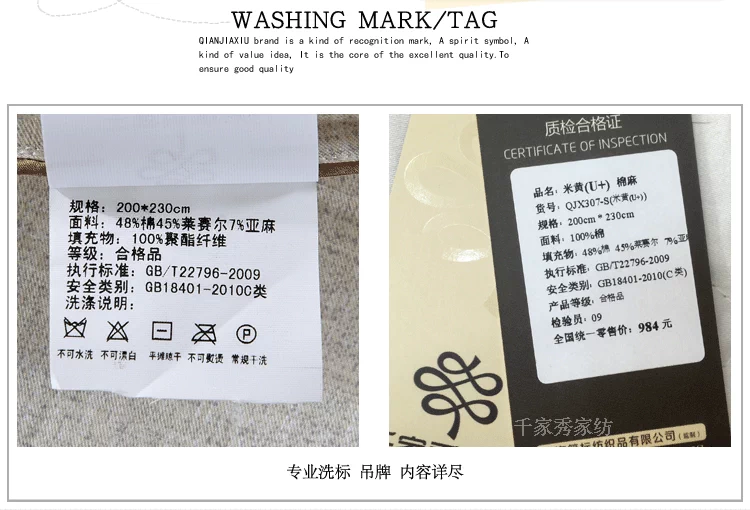 WASHING MARK/TAG
QIANJIAXIU brand is a kind of recognition mark, A spirit symbol, A
kind of value idea, It is the core of the excellent quality.To
ensure good quality
规格：200*230cm
面料：48%棉45%莱赛尔7%亚麻
填充物：100%聚酯纤维
等级：合格品
执行标准：GB/T22796-2009
安全类别：GB18401-2010C类
洗涤说明：
不可水洗 不可漂白 平摊晾干 不可熨烫 常规干洗
质检合格证
CERTIFICATE OF INSPECTION
品名：米黄(U+) 棉麻
货号：QJX307-S(米黄(U+))
规格：200cm * 230cm
面料：100%棉
填充物：48%棉 45%莱赛尔 7%亚
执行标准：GB/T22796-2009
安全类别：GB18401-2010(C类)
产品等级：合格品
检验员：09
全国统一零售价：984元
千家秀家纺
纺织品有限公司(监制)
专业洗标 吊牌 内容详尽